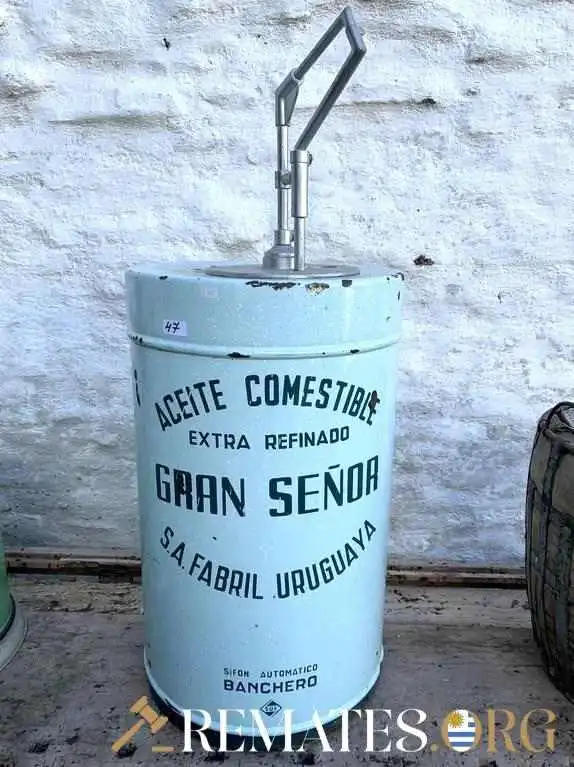 47
ACEITE COMESTIBLE
EXTRA REFINADO
GRAN SEÑOR
S.A. FABRIL URUGUAYA
SIFON AUTOMATICO
BANCHERO
REMATES.ORG